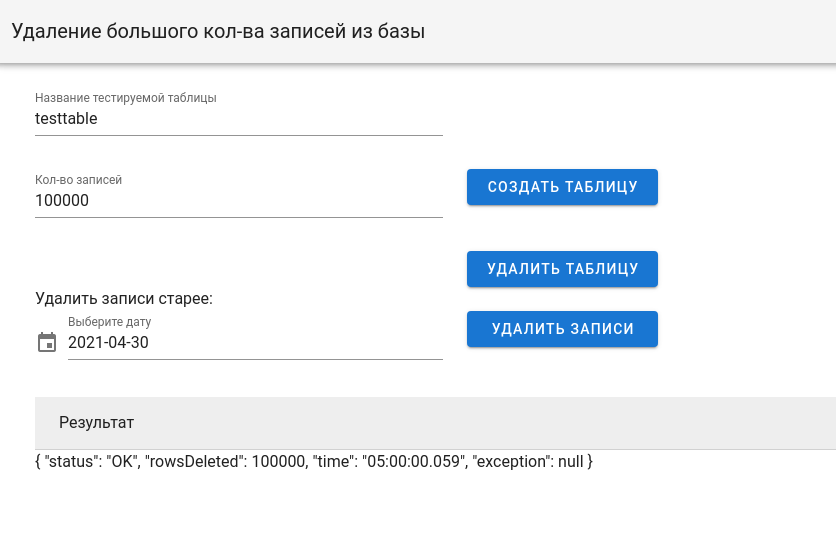 Удаление большого кол-ва записей из базы
Название тестируемой таблицы
testtable
Кол-во записей
100000
СОЗДАТЬ ТАБЛИЦУ
УДАЛИТЬ ТАБЛИЦУ
Удалить записи старее:
Выберите дату
2021-04-30
УДАЛИТЬ ЗАПИСИ
Результат
{ "status": "OK", "rowsDeleted": 100000, "time": "05:00:00.059", "exception": null }